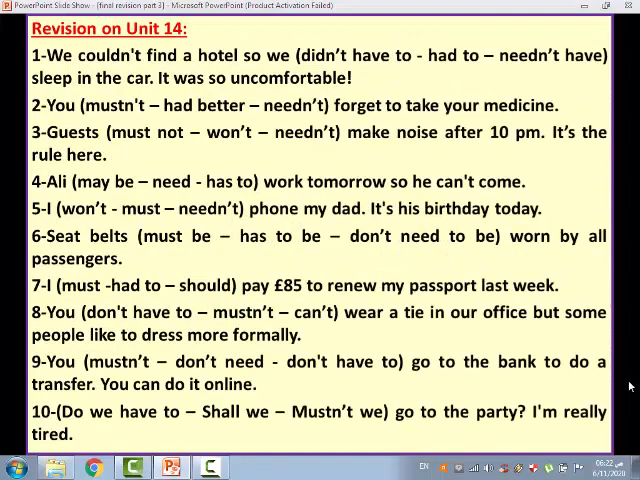 PowerPoint Slide Show - [final revision part 3] - Microsoft PowerPoint (Product Activation Failed)
Revision on Unit 14:
1-We couldn't find a hotel so we (didn't have to - had to – needn't have)
sleep in the car. It was so uncomfortable!
2-You (mustn't – had better – needn't) forget to take your medicine.
3-Guests (must not – won't – needn't) make noise after 10 pm. It's the
rule here.
4-Ali (may be – need - has to) work tomorrow so he can't come.
5-I (won't - must – needn't) phone my dad. It's his birthday today.
6-Seat belts (must be – has to be – don't need to be) worn by all
passengers.
7-I (must -had to – should) pay £85 to renew my passport last week.
8-You (don't have to – mustn't – can't) wear a tie in our office but some
people like to dress more formally.
9-You (mustn't – don't need - don't have to) go to the bank to do a
transfer. You can do it online.
10-(Do we have to – Shall we – Mustn't we) go to the party? I'm really
tired.
EN
06:22 ص
6/11/2020